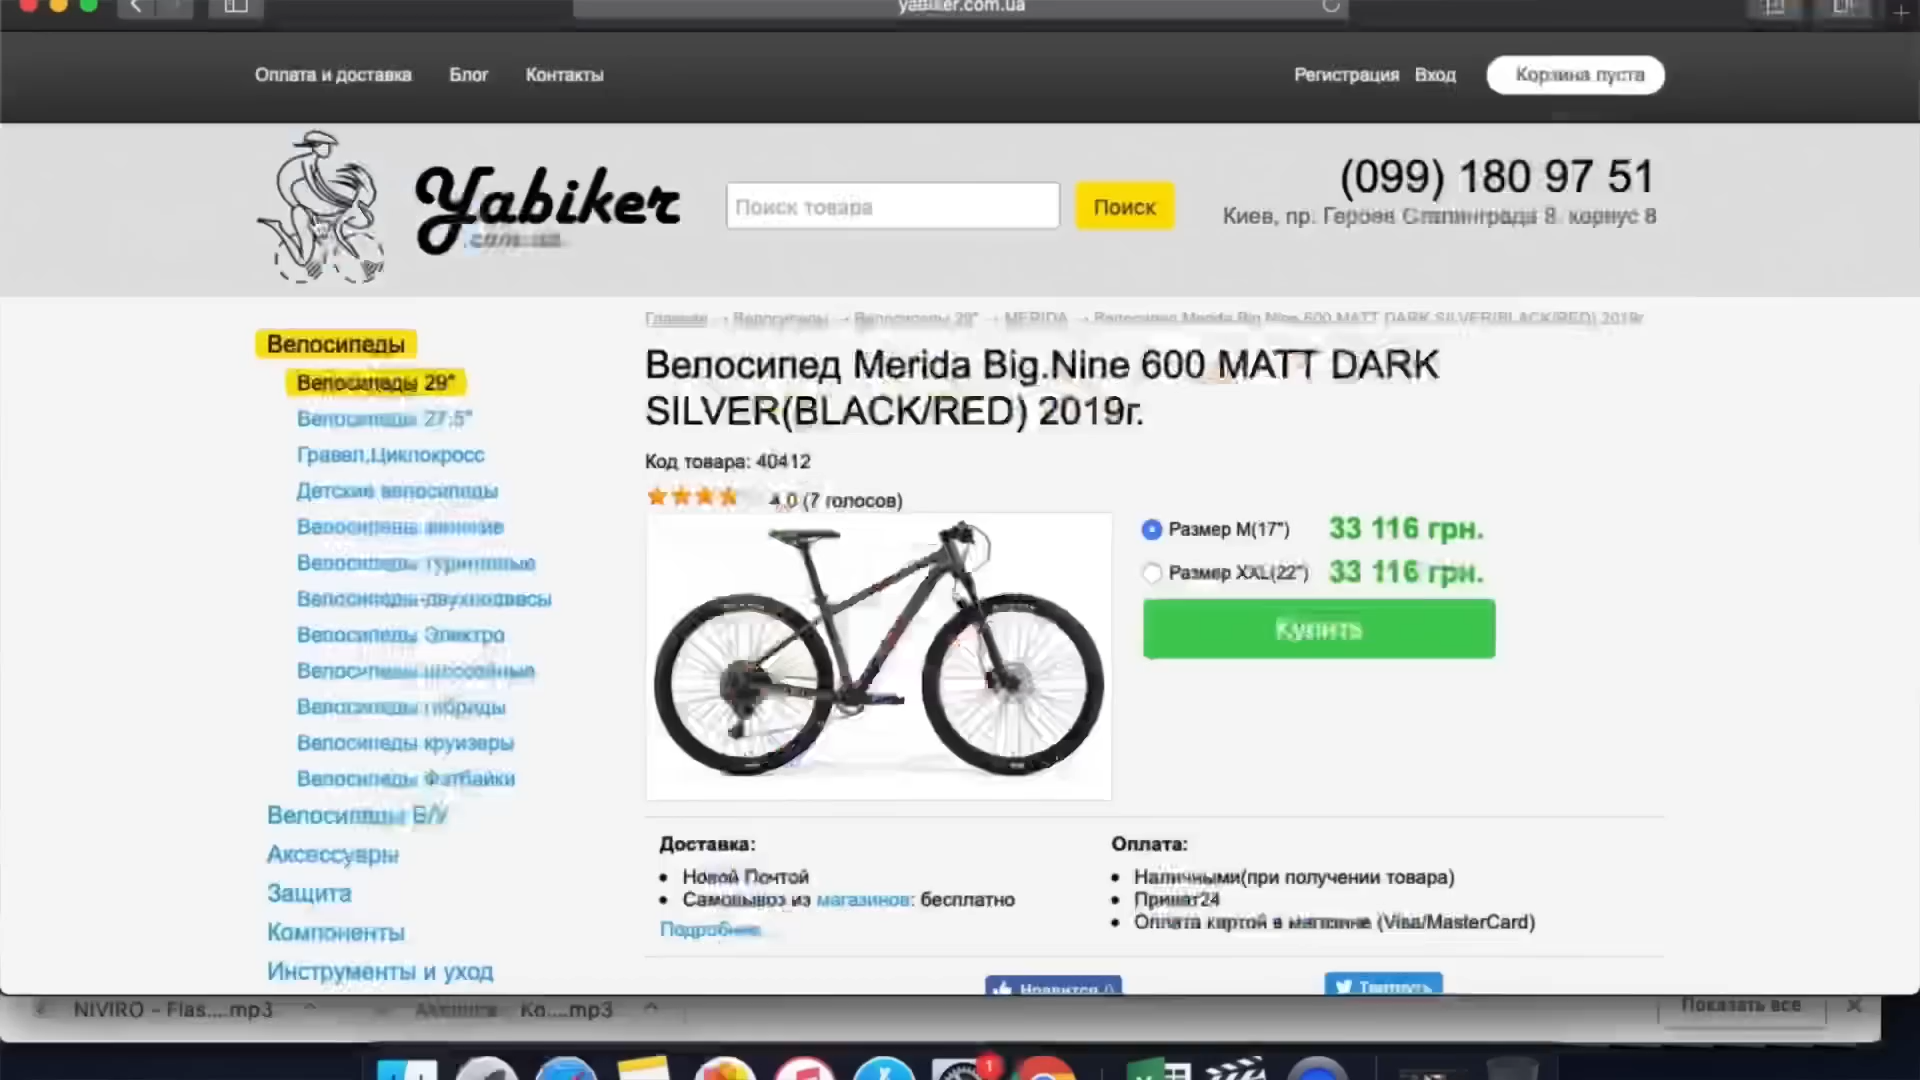 yabiker.com.ua
Оплата и доставка Блог Контакты
Регистрация Вход Корзина пуста
Yabiker
.com.ua
Поиск товара
Поиск
(099) 180 97 51
Киев, пр. Героев Сталинграда 8. корпус 8
Главная → Велосипеды → Велосипеды 29" → MERIDA → Велосипед Merida Big.Nine 600 MATT DARK SILVER(BLACK/RED) 2019г
Велосипеды
Велосипеды 29"
Велосипеды 27.5"
Гравел,Циклокросс
Детские велосипеды
Велосипеды женские
Велосипеды-двухподвесы
Велосипеды Электро
Велосипеды шоссейные
Велосипеды гибриды
Велосипеды круизеры
Велосипеды Фэтбайки
Велосипеды Б/У
Аксессуары
Защита
Компоненты
Инструменты и уход
Велосипед Merida Big.Nine 600 MATT DARK
SILVER(BLACK/RED) 2019г.
Код товара: 40412
4.0 (7 голосов)
Размер M(17") 33 116 грн.
Размер XXL(22") 33 116 грн.
Купить
Доставка:
Новой Почтой
Самовывоз из магазинов: бесплатно
Подробнее
Оплата:
Наличными(при получении товара)
Приват24
Оплата картой в магазине (Visa/MasterCard)
Нравится 0
Твитнуть
NIVIRO - Flas....mp3
Ko....mp3
Показать все
1